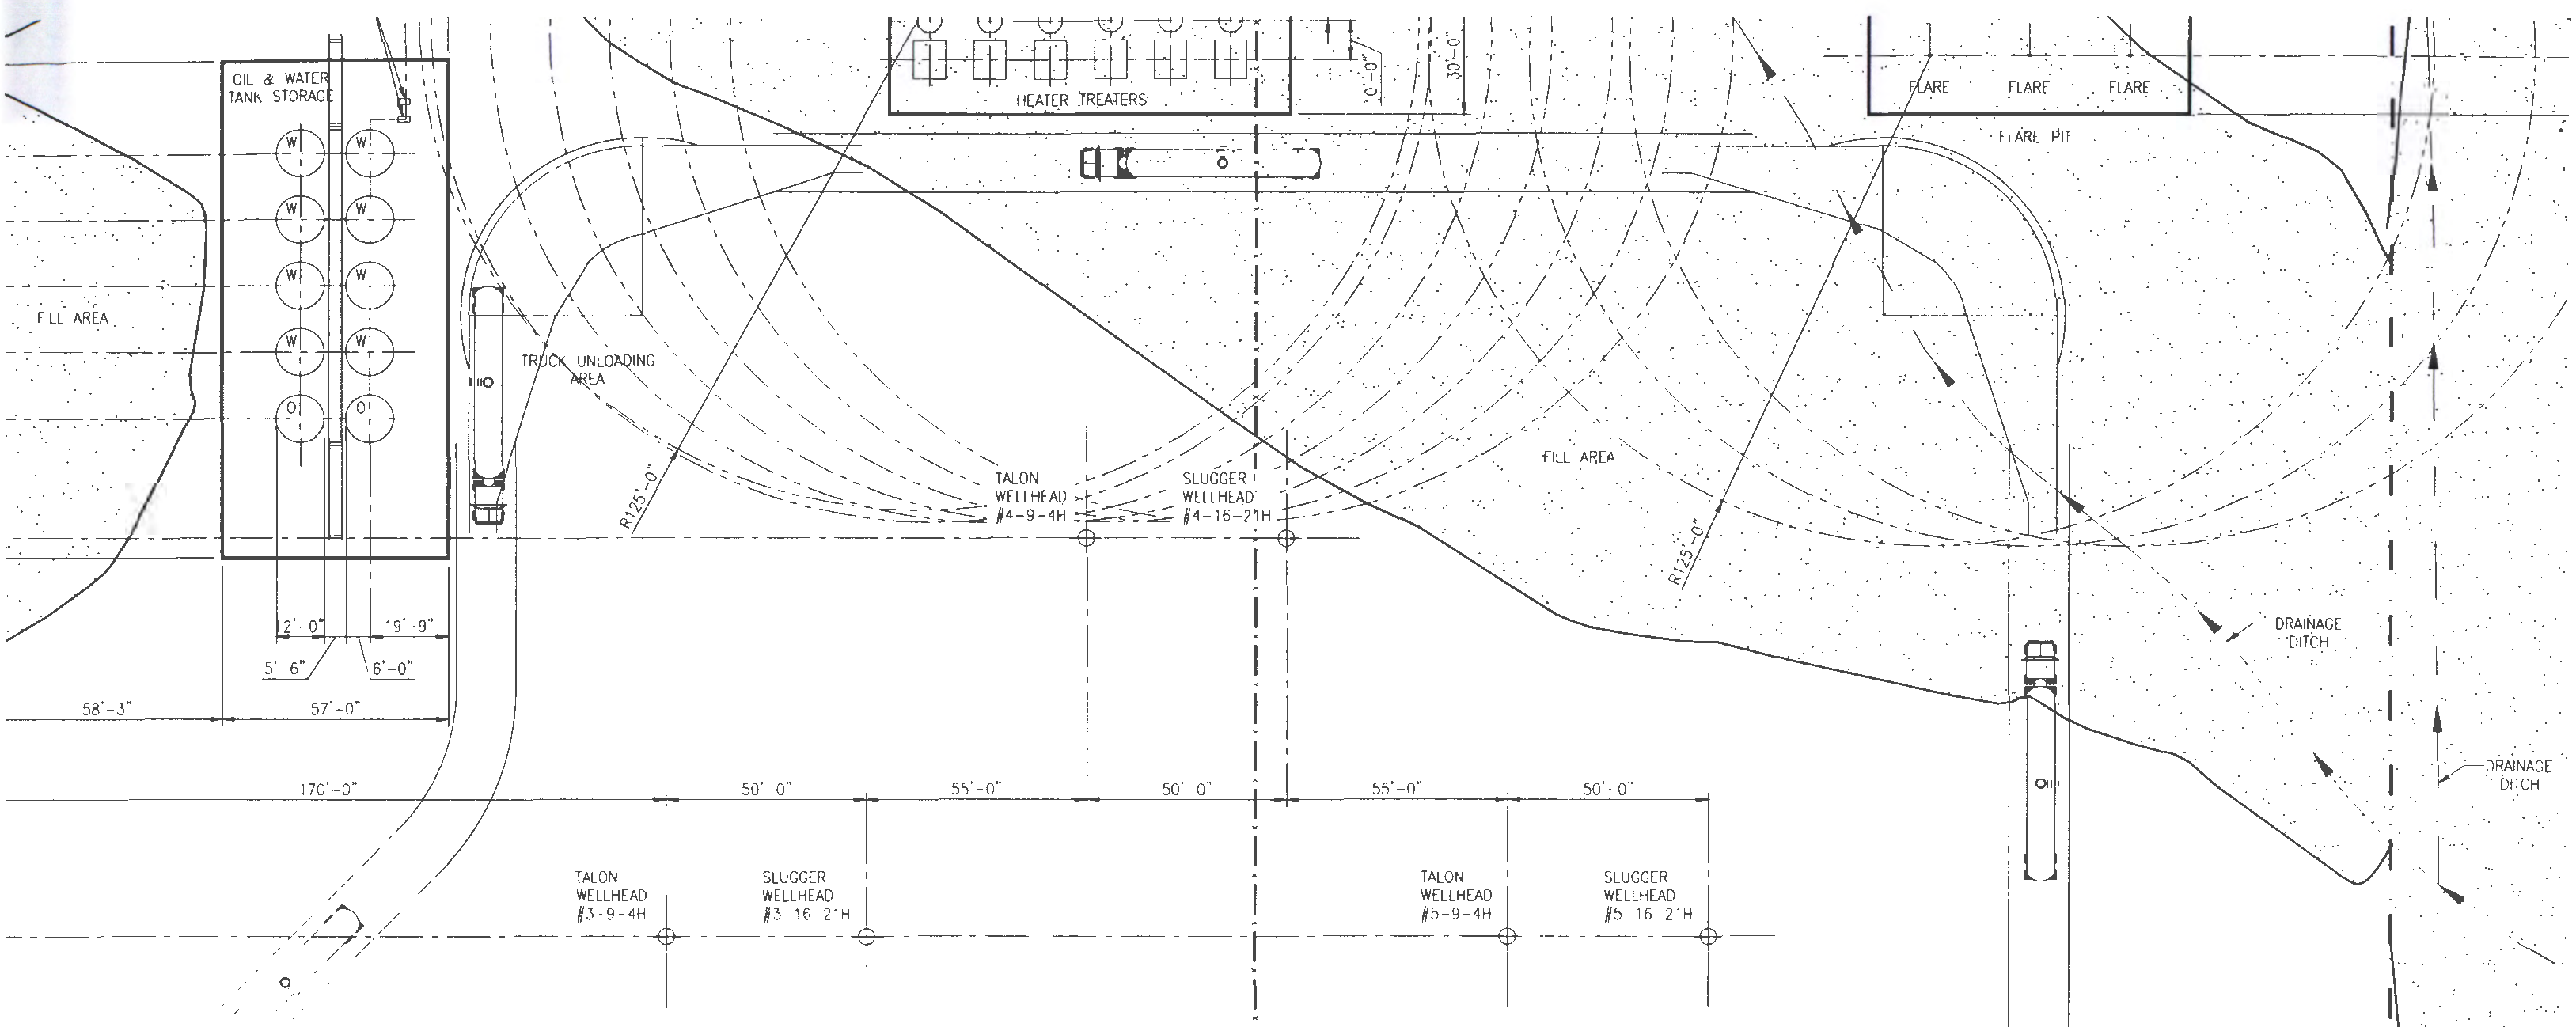 OIL & WATER
TANK STORAGE
W
W
W
W
W
W
W
W
O
O
FILL AREA
12'-0"
19'-9"
5'-6"
6'-0"
58'-3"
57'-0"
TRUCK UNLOADING
AREA
HEATER TREATERS
10'-0"
30'-0"
R125'-0"
TALON
WELLHEAD
#4-9-4H
SLUGGER
WELLHEAD
#4-16-21H
FILL AREA
R125'-0"
FLARE
FLARE
FLARE
FLARE PIT
DRAINAGE
DITCH
DRAINAGE
DITCH
170'-0"
50'-0"
55'-0"
50'-0"
55'-0"
50'-0"
TALON
WELLHEAD
#3-9-4H
SLUGGER
WELLHEAD
#3-16-21H
TALON
WELLHEAD
#5-9-4H
SLUGGER
WELLHEAD
#5 16-21H